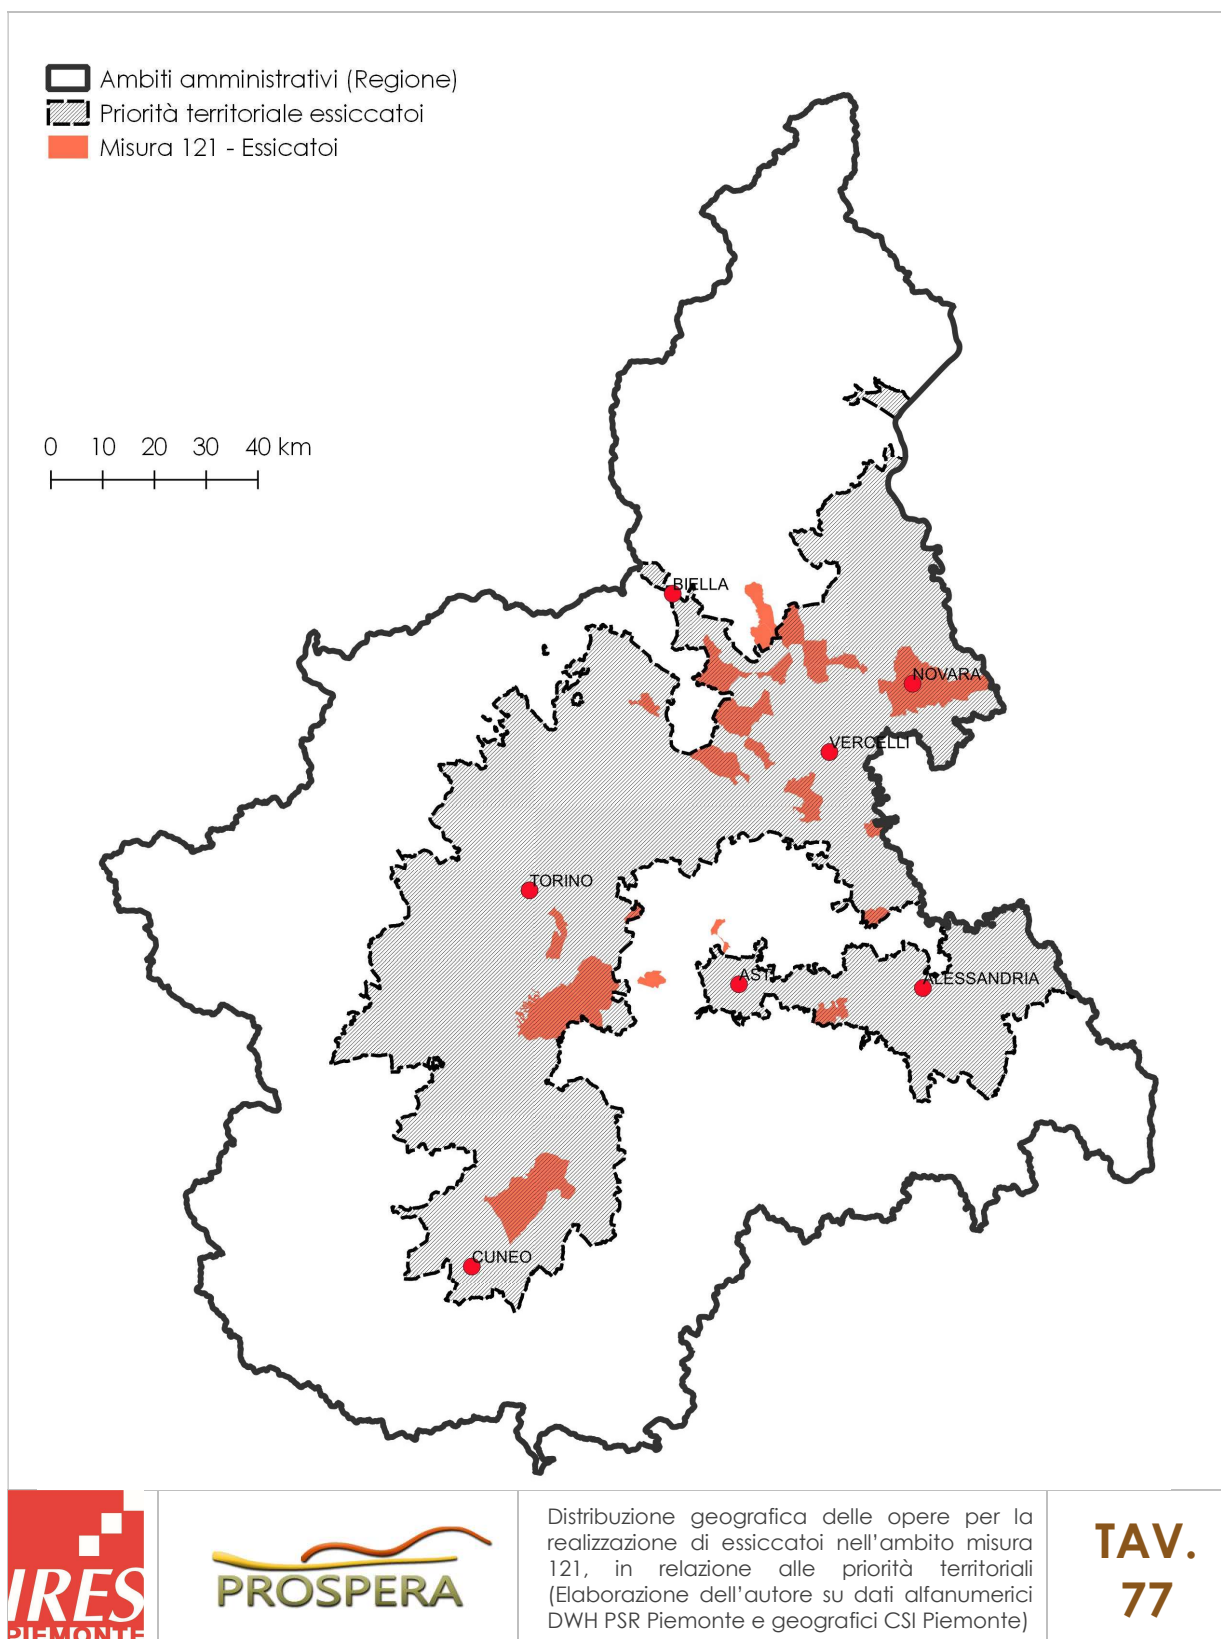 Ambiti amministrativi (Regione)
Priorità territoriale essiccatoi
Misura 121 - Essicatoi
0 10 20 30 40 km
BIELLA
NOVARA
VERCELLI
TORINO
ASTI
ALESSANDRIA
CUNEO
IRES
PIEMONTE
PROSPERA
Distribuzione geografica delle opere per la
realizzazione di essiccatoi nell'ambito misura
121, in relazione alle priorità territoriali
(Elaborazione dell'autore su dati alfanumerici
DWH PSR Piemonte e geografici CSI Piemonte)
TAV.
77